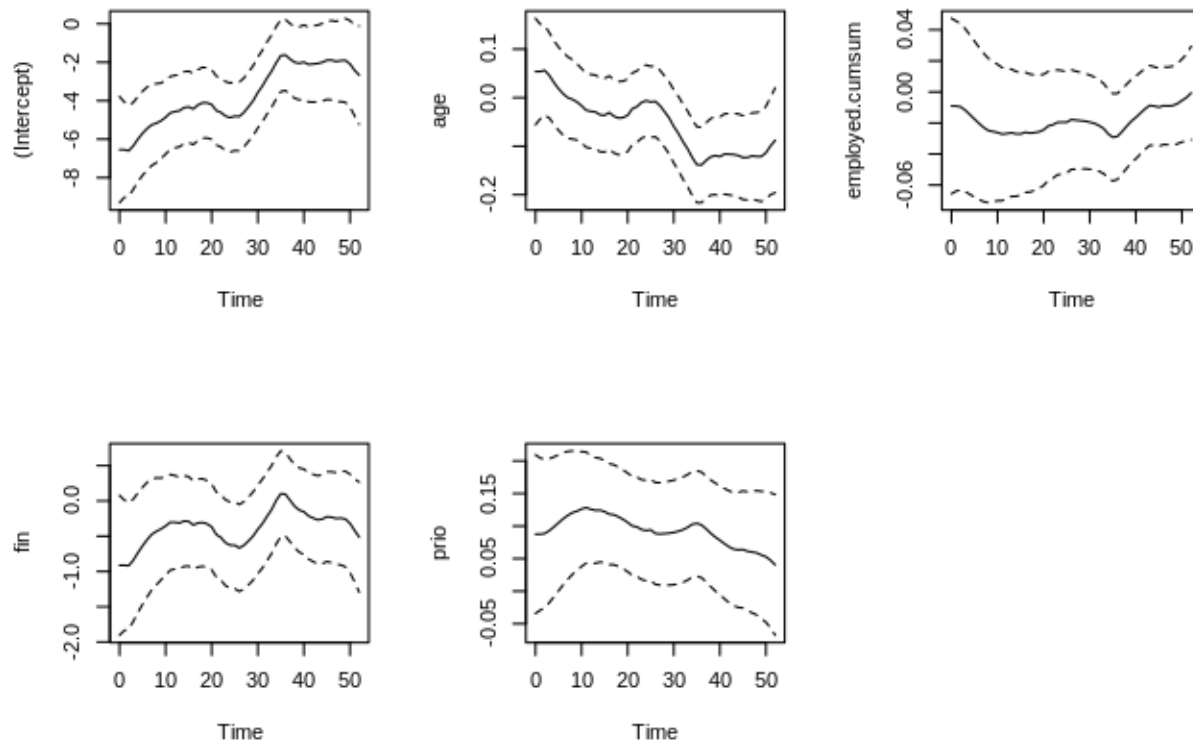 (Intercept)
0
-2
-4
-6
-8
0 10 20 30 40 50
Time
age
0.1
0.0
-0.2
0 10 20 30 40 50
Time
employed.cumsum
0.04
0.00
-0.06
0 10 20 30 40 50
Time
fin
0.0
-1.0
-2.0
0 10 20 30 40 50
Time
prio
0.15
0.05
-0.05
0 10 20 30 40 50
Time